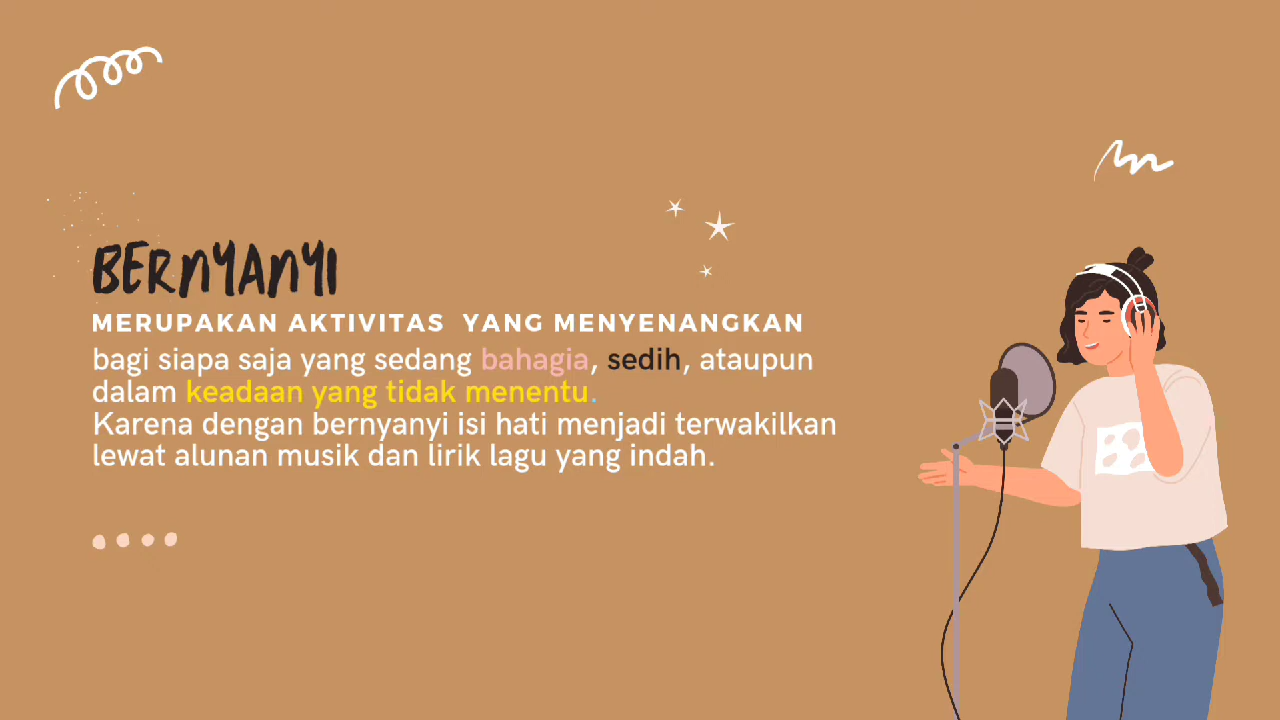 BERNYANYI
MERUPAKAN AKTIVITAS YANG MENYENANGKAN
bagi siapa saja yang sedang bahagia, sedih, ataupun
dalam keadaan yang tidak menentu.
Karena dengan bernyanyi isi hati menjadi terwakilkan
lewat alunan musik dan lirik lagu yang indah.